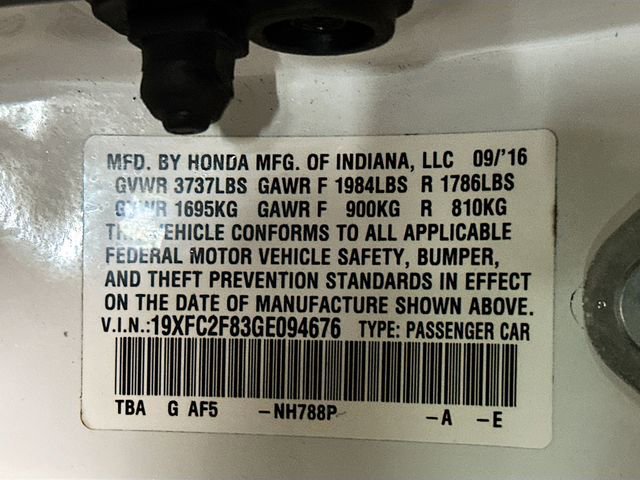 MFD. BY HONDA MFG. OF INDIANA, LLC 09/'16
GVWR 3737LBS GAWR F 1984LBS R 1786LBS
GVWR 1695KG GAWR F 900KG R 810KG
THIS VEHICLE CONFORMS TO ALL APPLICABLE
FEDERAL MOTOR VEHICLE SAFETY, BUMPER,
AND THEFT PREVENTION STANDARDS IN EFFECT
ON THE DATE OF MANUFACTURE SHOWN ABOVE.
V.I.N.:19XFC2F83GE094676 TYPE: PASSENGER CAR
TBA G AF5 -NH788P -A -E